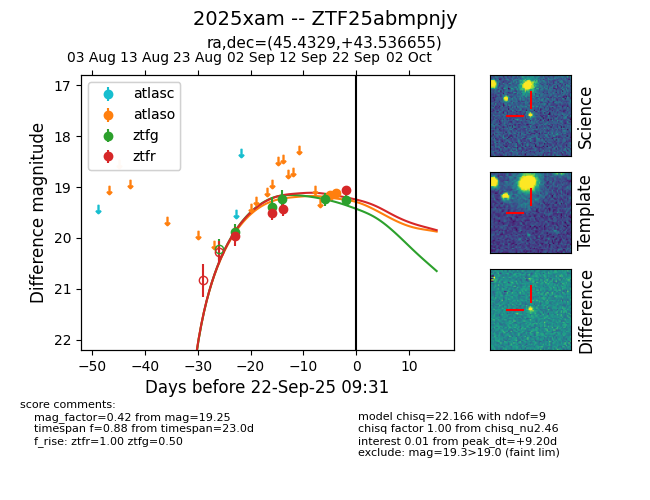 2025xam -- ZTF25abmpnjy
ra,dec=(45.4329,+43.536655)
03 Aug 13 Aug 23 Aug 02 Sep 12 Sep 22 Sep 02 Oct
17
18
19
20
21
22
Difference magnitude
atlasc
atlaso
ztfg
ztfr
−50 −40 −30 −20 −10 0 10
Days before 22-Sep-25 09:31
Science
Template
Difference
score comments:
mag_factor=0.42 from mag=19.25
timespan f=0.88 from timespan=23.0d
f_rise: ztfr=1.00 ztfg=0.50
model chisq=22.166 with ndof=9
chisq factor 1.00 from chisq_nu2.46
interest 0.01 from peak_dt=+9.20d
exclude: mag=19.3>19.0 (faint lim)